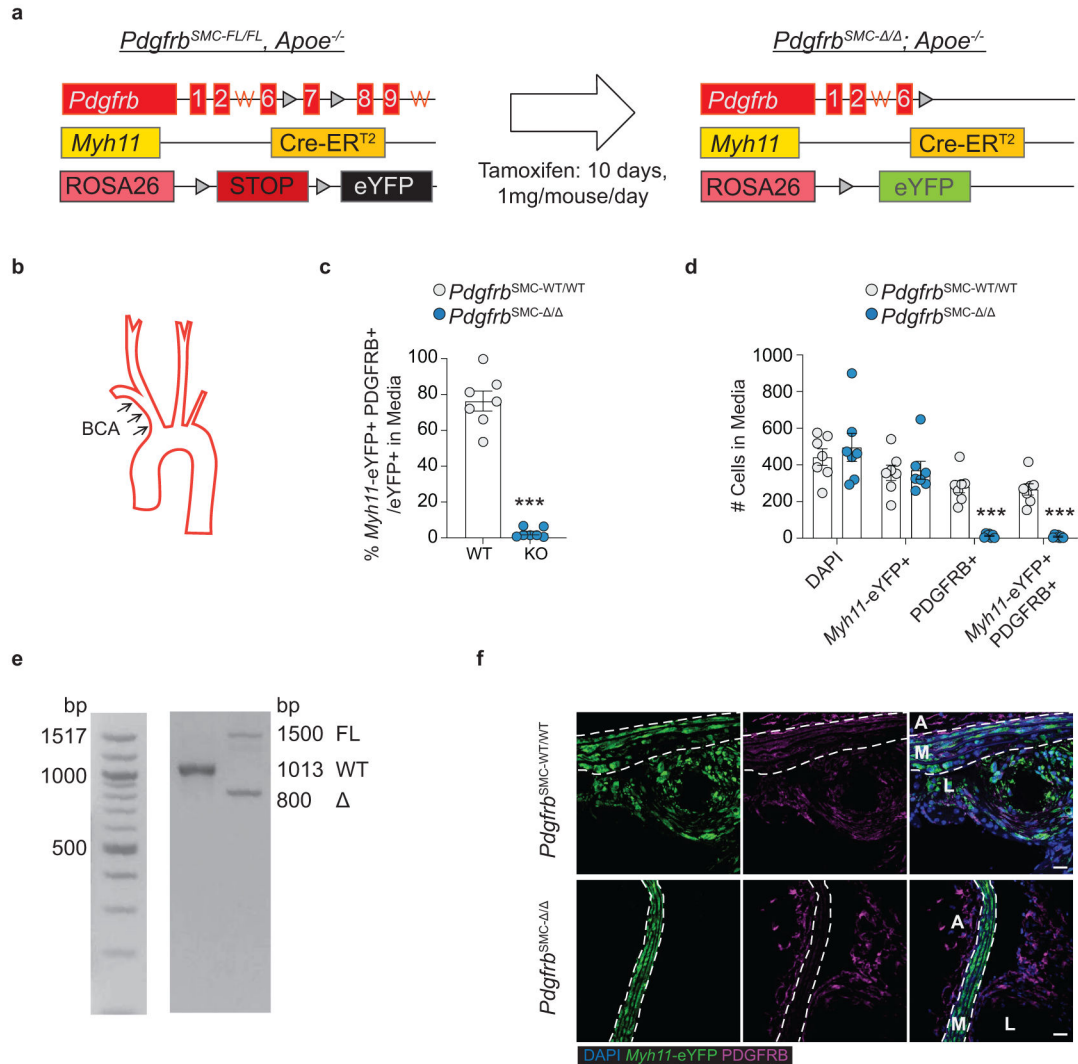 a
Pdgfrb^SMC-FL/FL, Apoe^-/-
Pdgfrb^SMC-Δ/Δ; Apoe^-/-
Pdgfrb 1 2 6 7 8 9
Pdgfrb 1 2 6
Myh11 Cre-ER^T2
Myh11 Cre-ER^T2
ROSA26 STOP eYFP
ROSA26 eYFP
Tamoxifen: 10 days,
1mg/mouse/day
b
BCA
c
Pdgfrb^SMC-WT/WT
Pdgfrb^SMC-Δ/Δ
% Myh11-eYFP+ PDGFRB+
/eYFP+ in Media
100
80
60
40
20
0
***
WT KO
d
Pdgfrb^SMC-WT/WT
Pdgfrb^SMC-Δ/Δ
# Cells in Media
1000
800
600
400
200
0
*** ***
DAPI
Myh11-eYFP+
PDGFRB+
Myh11-eYFP+
PDGFRB+
e
bp bp
1517 1500 FL
1000 1013 WT
800 Δ
500
f
Pdgfrb^SMC-WT/WT
A
M
L
Pdgfrb^SMC-Δ/Δ
A
M L
DAPI Myh11-eYFP PDGFRB